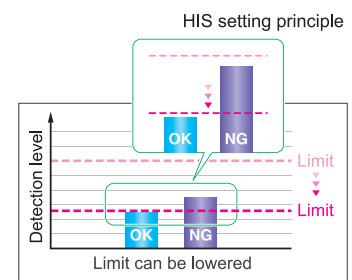 HIS setting principle
OK
NG
Detection level
Limit
Limit
OK
NG
Limit can be lowered